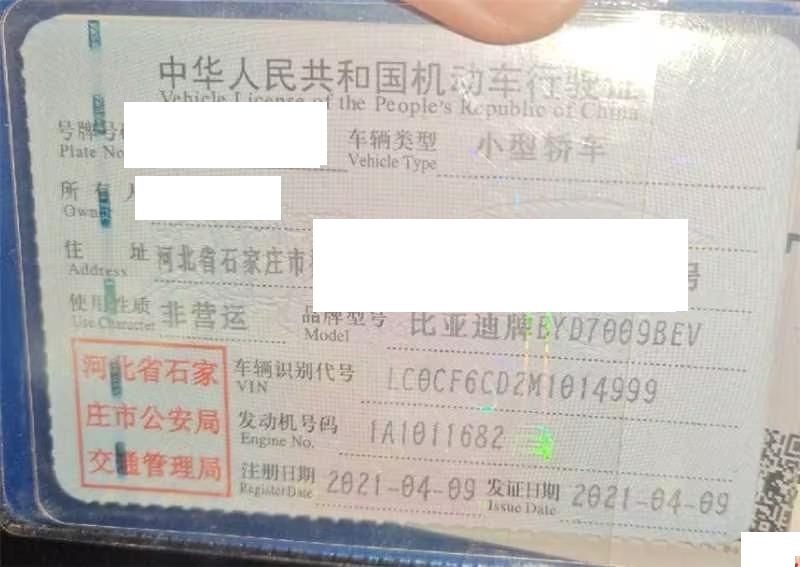 中华人民共和国机动车行驶证
Vehicle License of the People's Republic of China
号牌号
Plate No
车辆类型
Vehicle Type
小型轿车
所有人
Owner
住址
Address
河北省石家庄市
号
使用性质
Use Character
非营运
品牌型号
Model
比亚迪牌BYD7009BEV
河北省石家
庄市公安局
交通管理局
车辆识别代号
VIN
LC0CF6CD2M1014999
发动机号码
Engine No.
1A1011682
注册日期
Register Date
2021-04-09
发证日期
Issue Date
2021-04-09